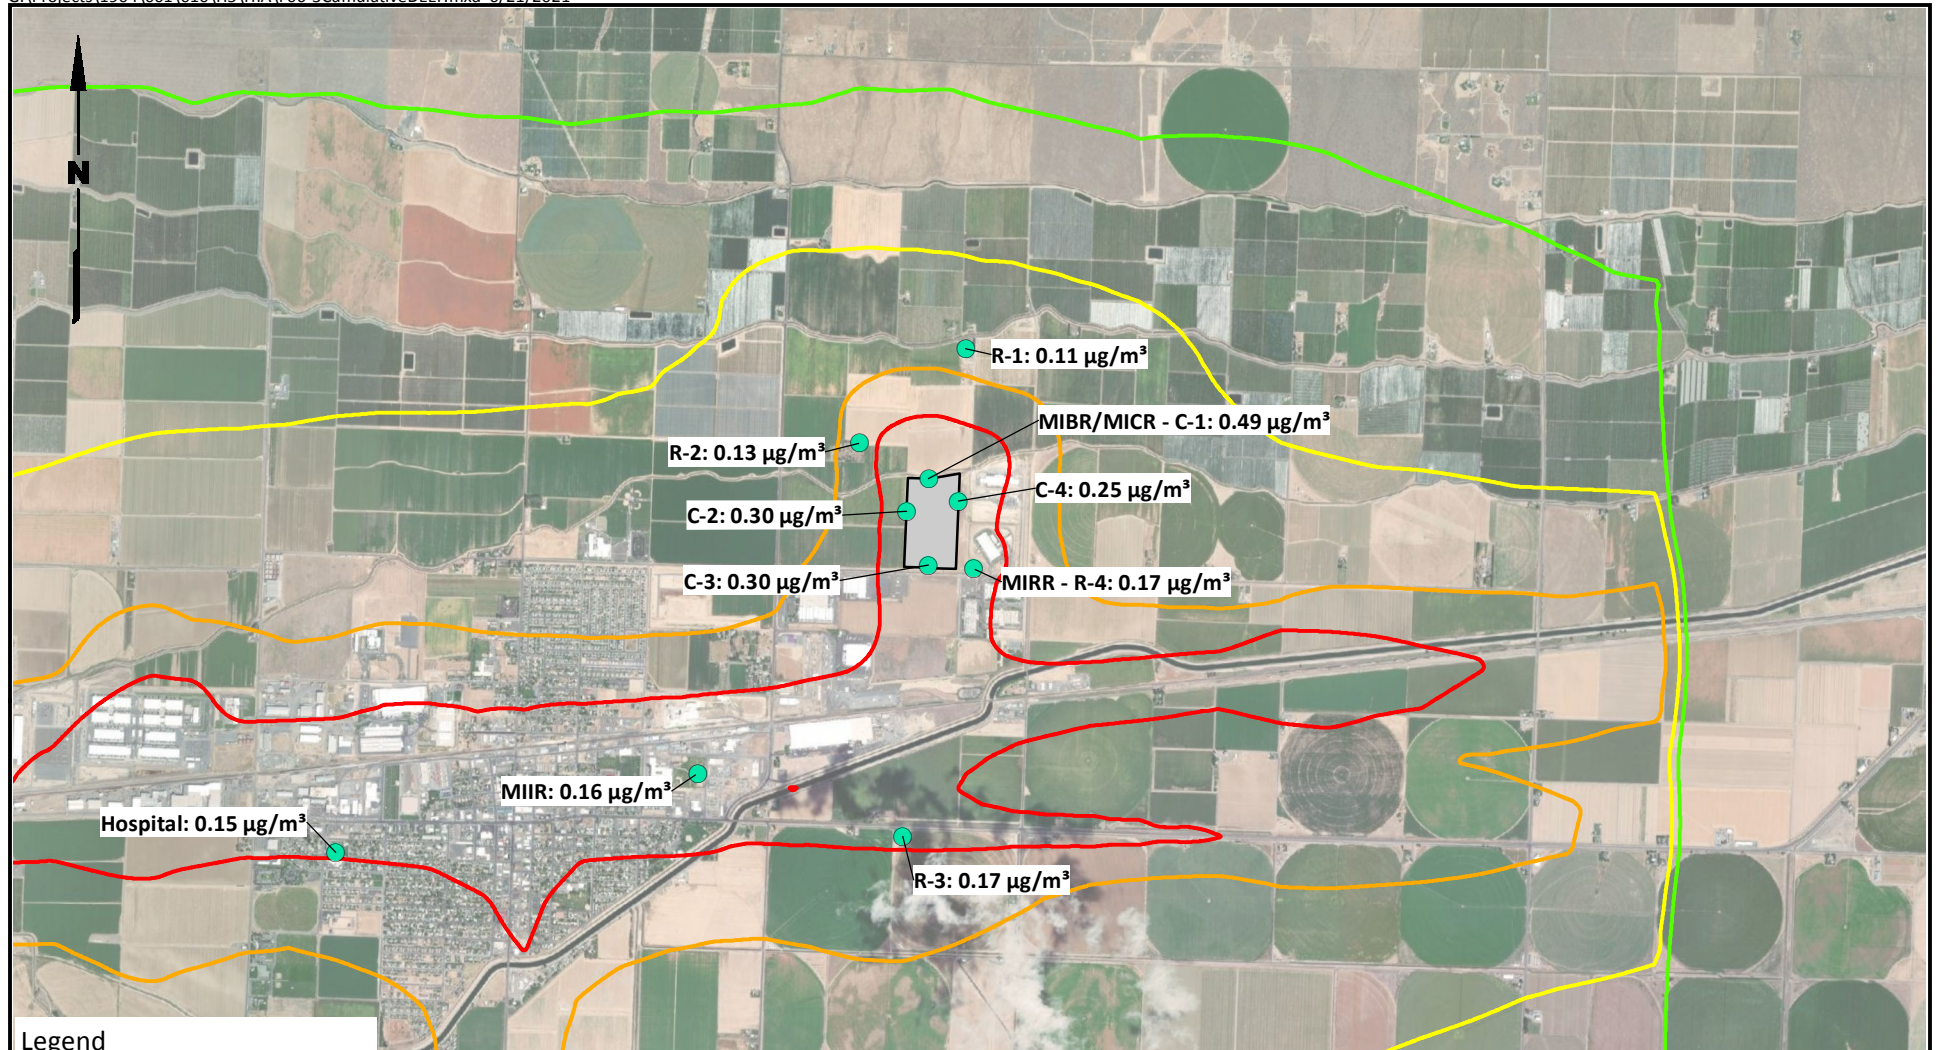 N
R-1: 0.11 µg/m³
MIBR/MICR - C-1: 0.49 µg/m³
R-2: 0.13 µg/m³
C-4: 0.25 µg/m³
C-2: 0.30 µg/m³
C-3: 0.30 µg/m³
MIRR - R-4: 0.17 µg/m³
MIIR: 0.16 µg/m³
Hospital: 0.15 µg/m³
R-3: 0.17 µg/m³
Legend